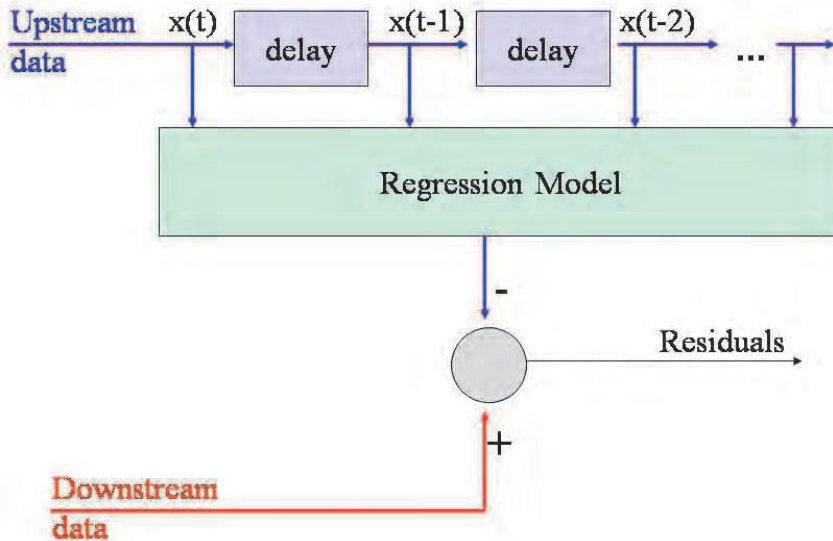 Upstream
data
x(t)
delay
x(t-1)
delay
x(t-2)
...
Regression Model
-
Residuals
+
Downstream
data